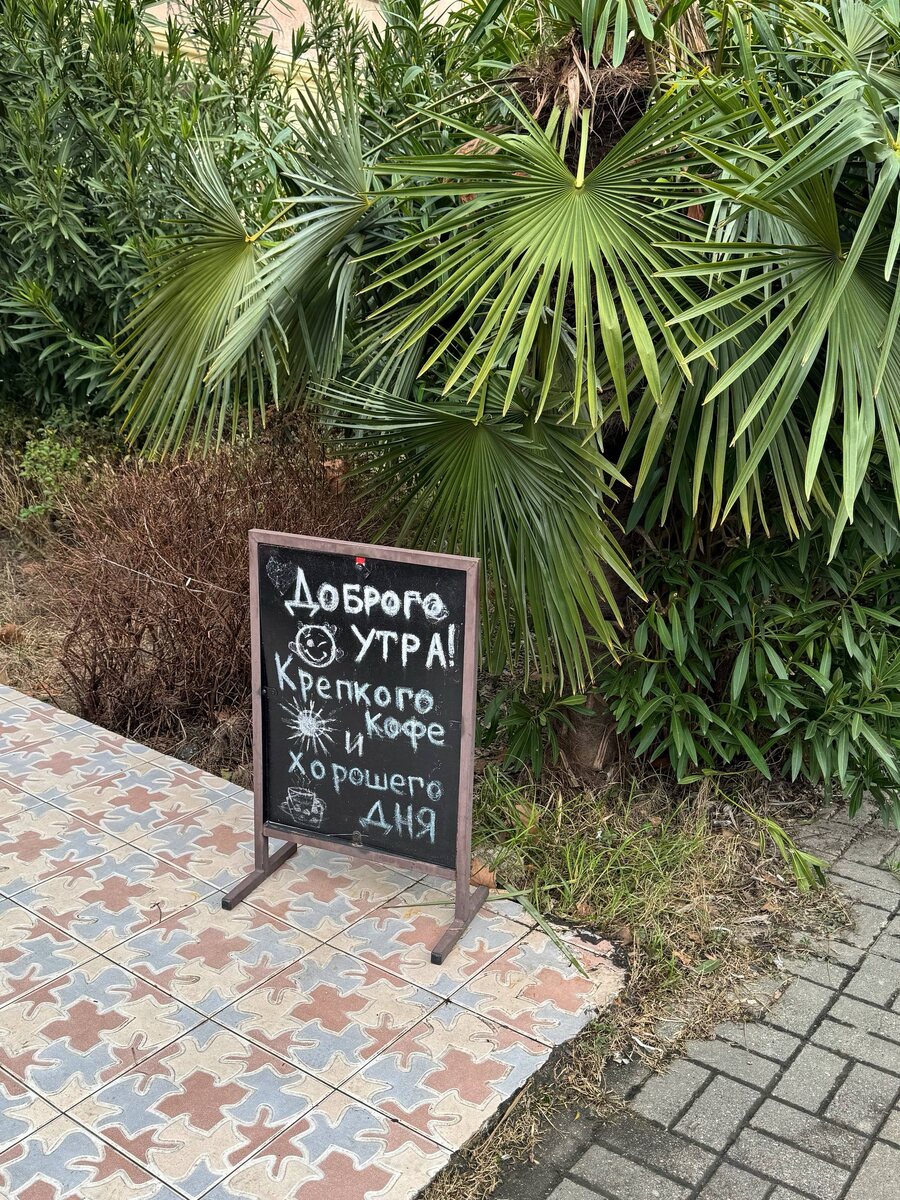 Доброго
утра!
Крепкого
кофе
и
хорошего
дня